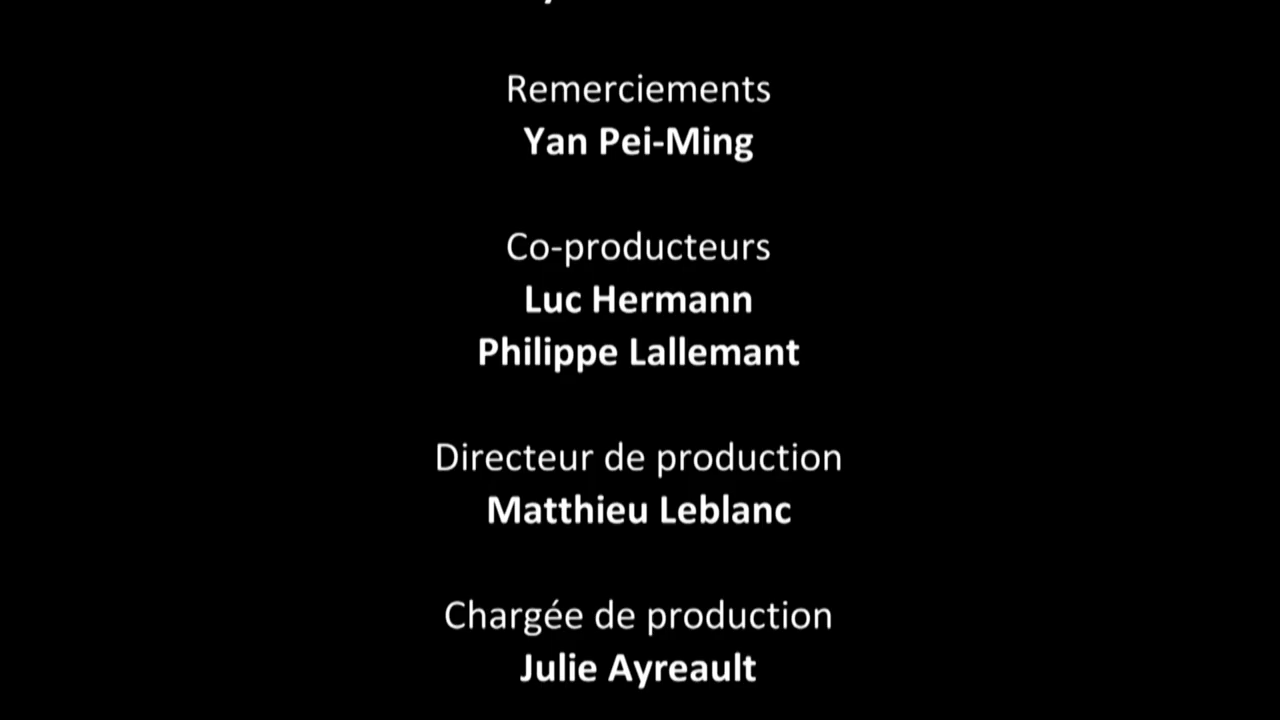 Remerciements
Yan Pei-Ming
Co-producteurs
Luc Hermann
Philippe Lallemant
Directeur de production
Matthieu Leblanc
Chargée de production
Julie Ayreault